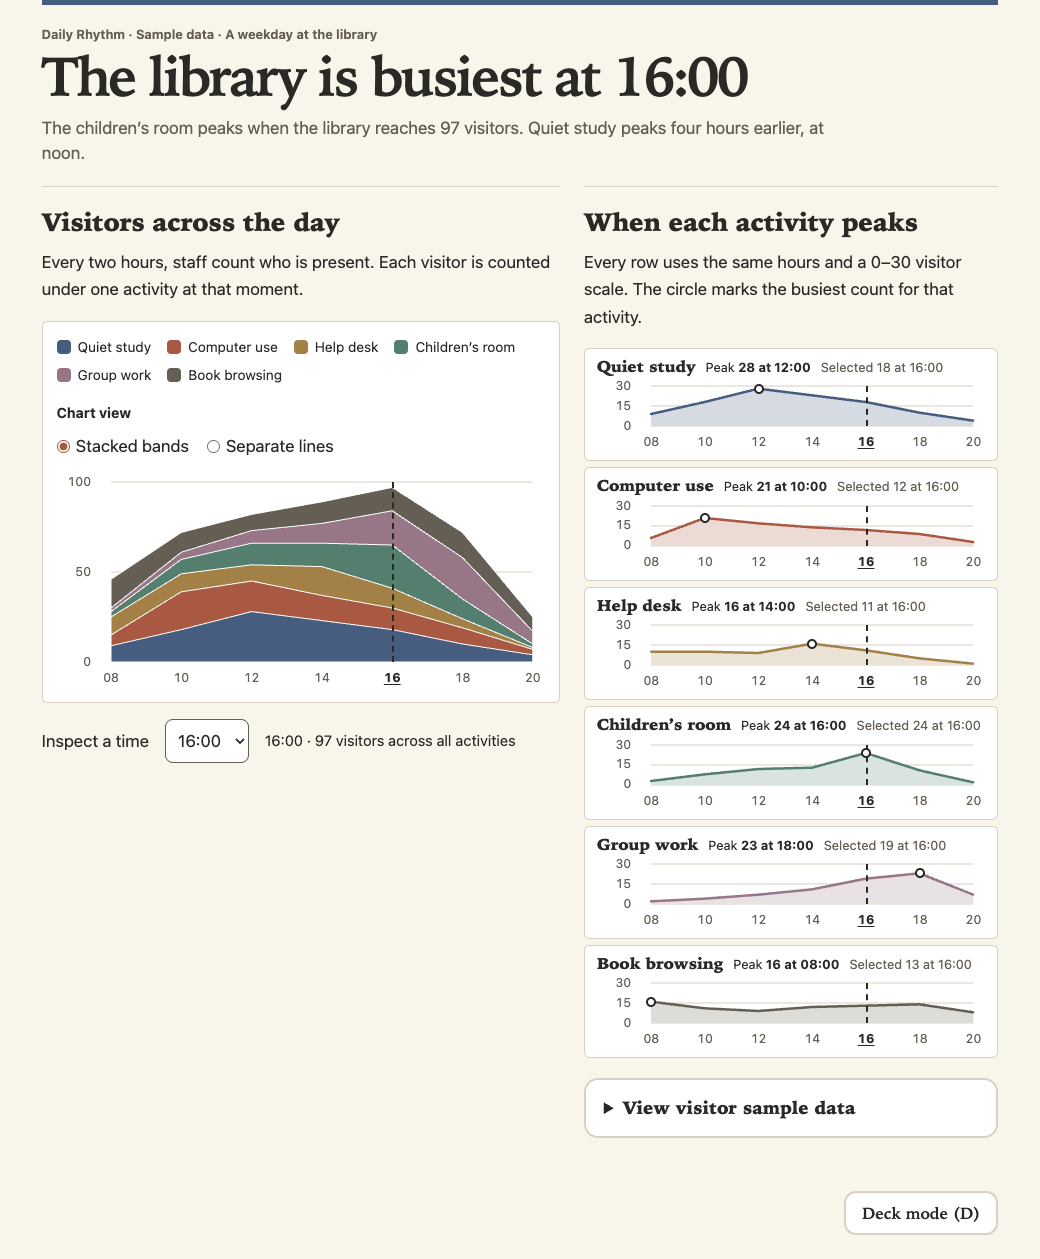 Daily Rhythm · Sample data · A weekday at the library
The library is busiest at 16:00
The children’s room peaks when the library reaches 97 visitors. Quiet study peaks four hours earlier, at
noon.
Visitors across the day
Every two hours, staff count who is present. Each visitor is counted
under one activity at that moment.
Quiet study Computer use Help desk Children’s room
Group work Book browsing
Chart view
Stacked bands Separate lines
100
50
0
08 10 12 14 16 18 20
Inspect a time 16:00 16:00 · 97 visitors across all activities
When each activity peaks
Every row uses the same hours and a 0–30 visitor
scale. The circle marks the busiest count for that
activity.
Quiet study Peak 28 at 12:00 Selected 18 at 16:00
30
15
0
08 10 12 14 16 18 20
Computer use Peak 21 at 10:00 Selected 12 at 16:00
30
15
0
08 10 12 14 16 18 20
Help desk Peak 16 at 14:00 Selected 11 at 16:00
30
15
0
08 10 12 14 16 18 20
Children’s room Peak 24 at 16:00 Selected 24 at 16:00
30
15
0
08 10 12 14 16 18 20
Group work Peak 23 at 18:00 Selected 19 at 16:00
30
15
0
08 10 12 14 16 18 20
Book browsing Peak 16 at 08:00 Selected 13 at 16:00
30
15
0
08 10 12 14 16 18 20
View visitor sample data
Deck mode (D)